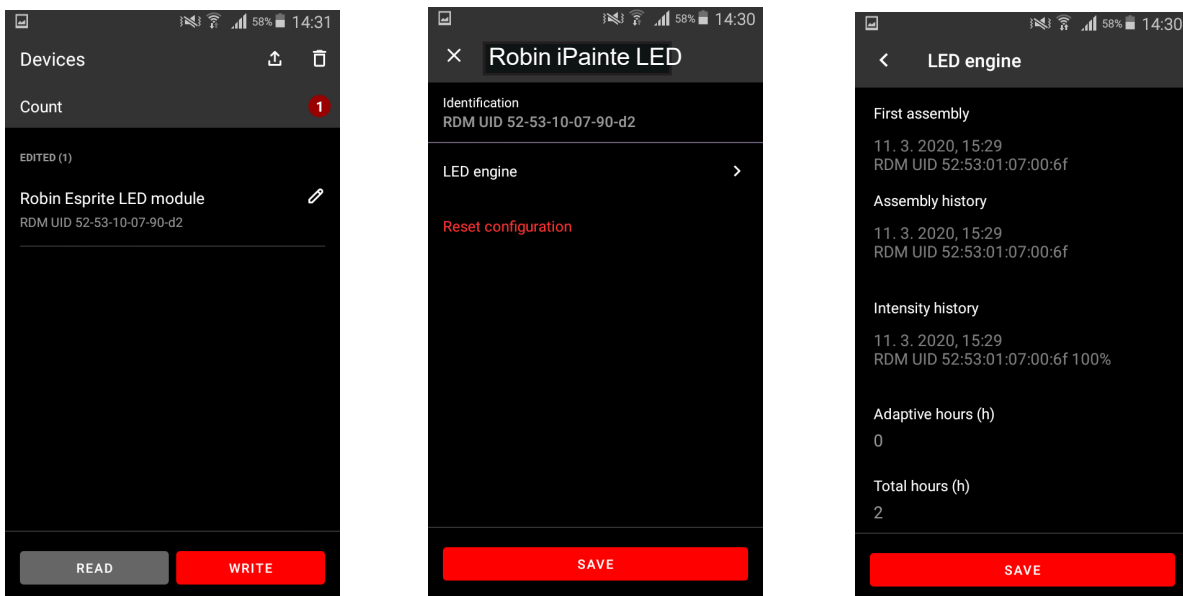 58% 14:31
Devices
Count 1
EDITED (1)
Robin Esprite LED module
RDM UID 52-53-10-07-90-d2
READ WRITE
58% 14:30
Robin iPainte LED
Identification
RDM UID 52-53-10-07-90-d2
LED engine
Reset configuration
SAVE
58% 14:30
LED engine
First assembly
11. 3. 2020, 15:29
RDM UID 52:53:01:07:00:6f
Assembly history
11. 3. 2020, 15:29
RDM UID 52:53:01:07:00:6f
Intensity history
11. 3. 2020, 15:29
RDM UID 52:53:01:07:00:6f 100%
Adaptive hours (h)
0
Total hours (h)
2
SAVE